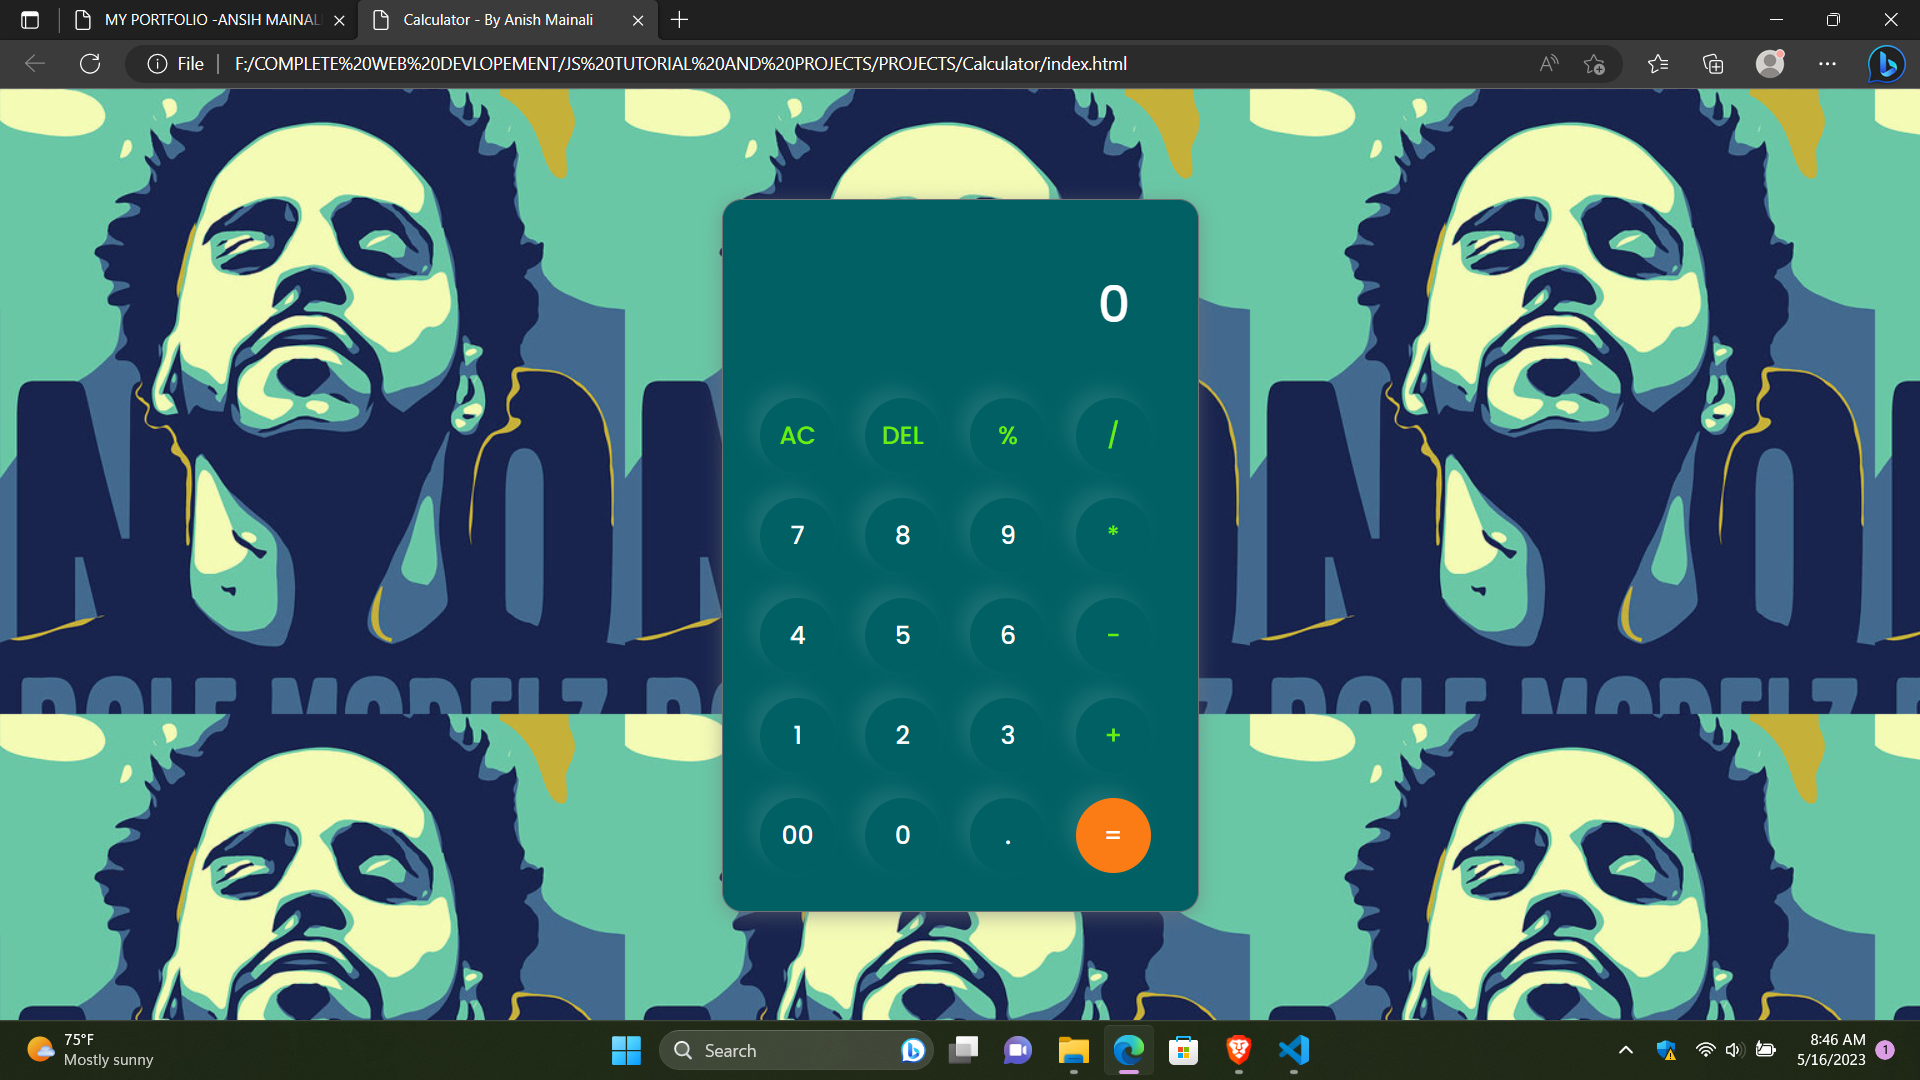 MY PORTFOLIO -ANSIH MAINAL
Calculator - By Anish Mainali
File
F:/COMPLETE%20WEB%20DEVLOPEMENT/JS%20TUTORIAL%20AND%20PROJECTS/PROJECTS/Calculator/index.html
0
AC DEL % /
7 8 9 *
4 5 6 -
1 2 3 +
00 0 . =
75°F
Mostly sunny
Search
8:46 AM
5/16/2023
1